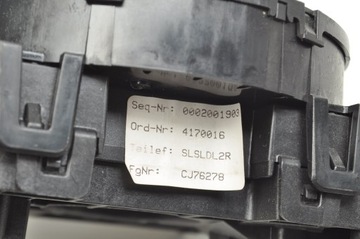 Seq-Nr: 0002001903
Ord-Nr: 4170016
Teilef: SLSLDL2R
FgNr: CJ76278